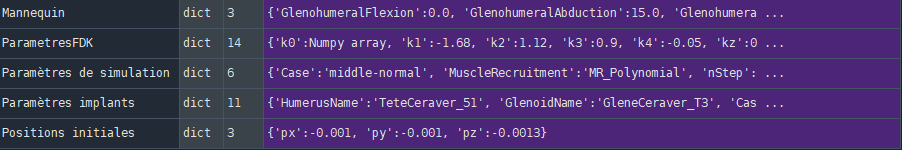 Mannequin dict 3 {'GlenohumeralFlexion':0.0, 'GlenohumeralAbduction':15.0, 'Glenohumera ...
ParametresFDK dict 14 {'k0':Numpy array, 'k1':-1.68, 'k2':1.12, 'k3':0.9, 'k4':-0.05, 'kz':0 ...
Paramètres de simulation dict 6 {'Case':'middle-normal', 'MuscleRecruitment':'MR_Polynomial', 'nStep': ...
Paramètres implants dict 11 {'HumerusName':'TeteCeraver_51', 'GlenoidName':'GleneCeraver_T3', 'Cas ...
Positions initiales dict 3 {'px':-0.001, 'py':-0.001, 'pz':-0.0013}